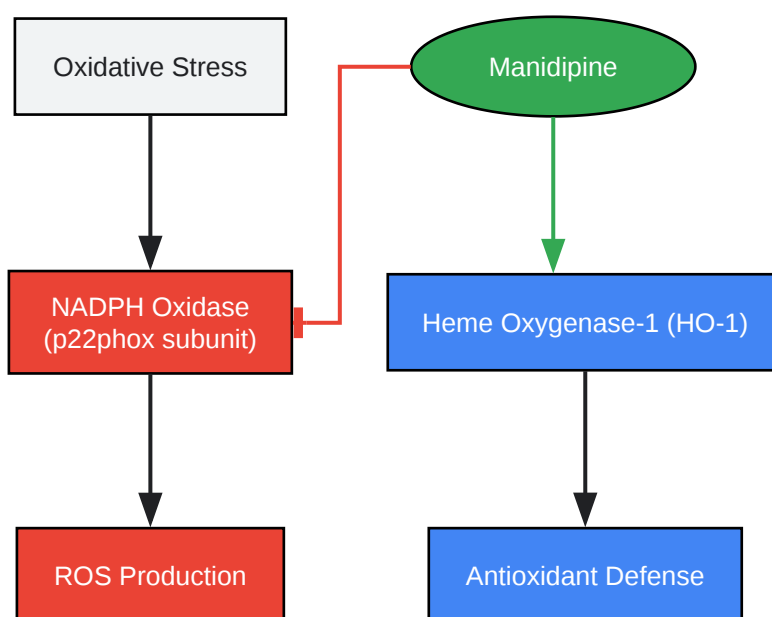 Oxidative Stress
Manidipine
NADPH Oxidase
(p22phox subunit)
Heme Oxygenase-1 (HO-1)
ROS Production
Antioxidant Defense